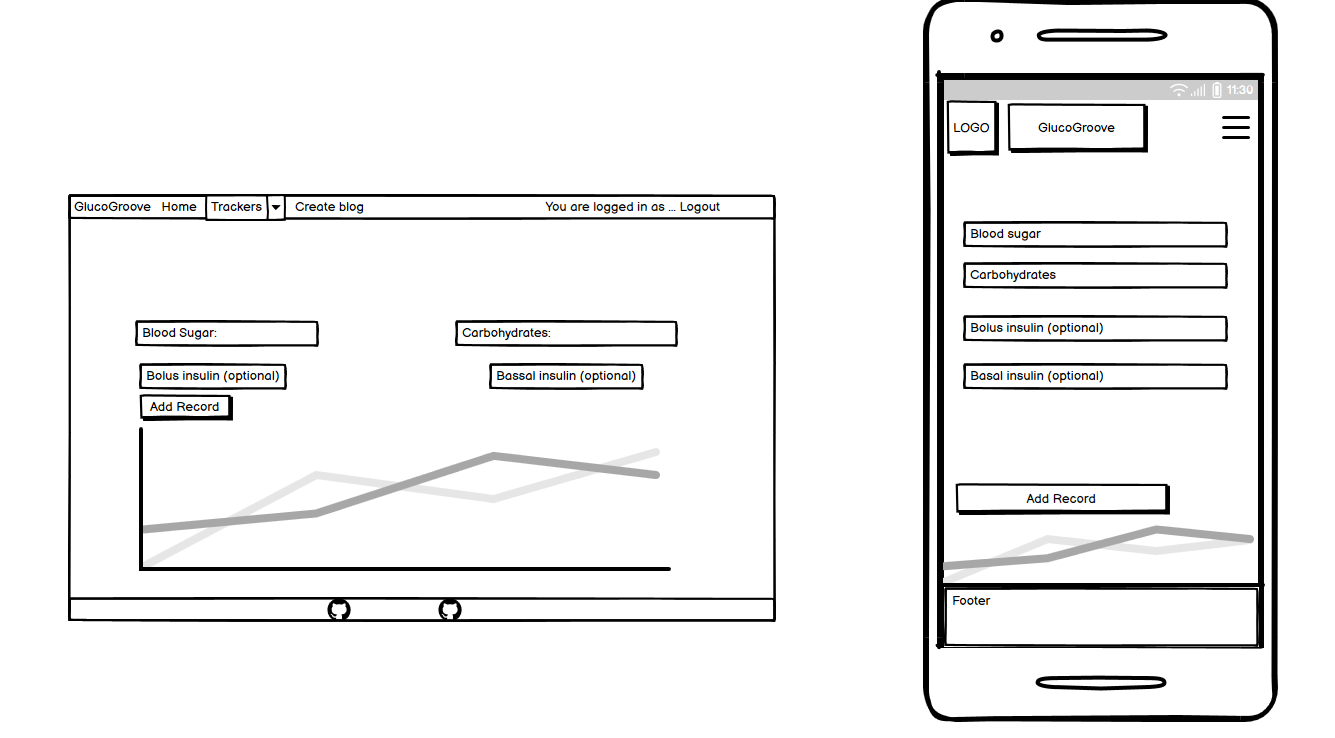 GlucoGroove Home Trackers Create blog You are logged in as ... Logout
Blood Sugar: Carbohydrates:
Bolus insulin (optional) Bassal insulin (optional)
Add Record
11:30
LOGO GlucoGroove
Blood sugar
Carbohydrates
Bolus insulin (optional)
Basal insulin (optional)
Add Record
Footer